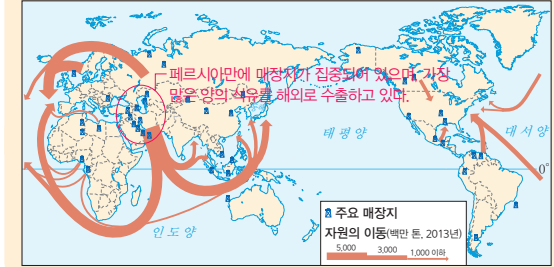 페르시아만에 매장지가 집중되어 있으며, 가장
많은 양의 석유를 해외로 수출하고 있다.
태평양
대서양
0°
인도양
주요 매장지
자원의 이동(백만 톤, 2013년)
5,000 3,000 1,000 이하